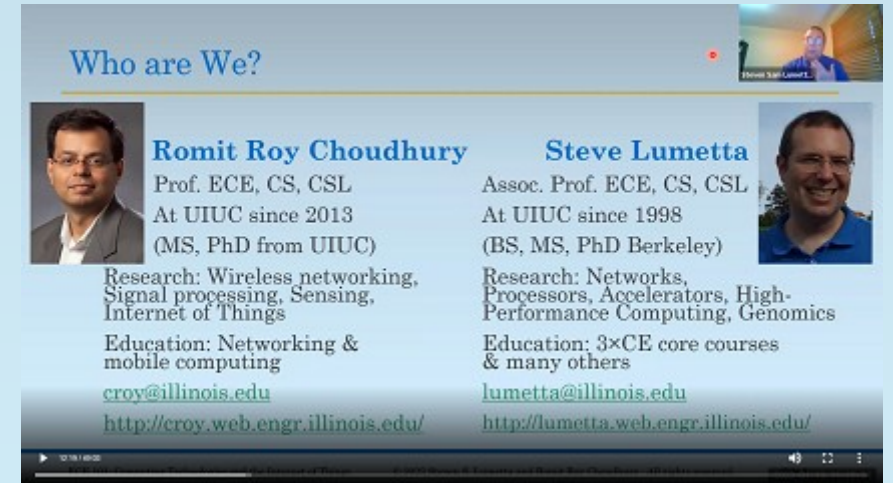 Who are We?
Steven Sam Lumett...
Romit Roy Choudhury
Prof. ECE, CS, CSL
At UIUC since 2013
(MS, PhD from UIUC)
Research: Wireless networking,
Signal processing, Sensing,
Internet of Things
Education: Networking &
mobile computing
croy@illinois.edu
http://croy.web.engr.illinois.edu/
Steve Lumetta
Assoc. Prof. ECE, CS, CSL
At UIUC since 1998
(BS, MS, PhD Berkeley)
Research: Networks,
Processors, Accelerators, High-
Performance Computing, Genomics
Education: 3×CE core courses
& many others
lumetta@illinois.edu
http://lumetta.web.engr.illinois.edu/